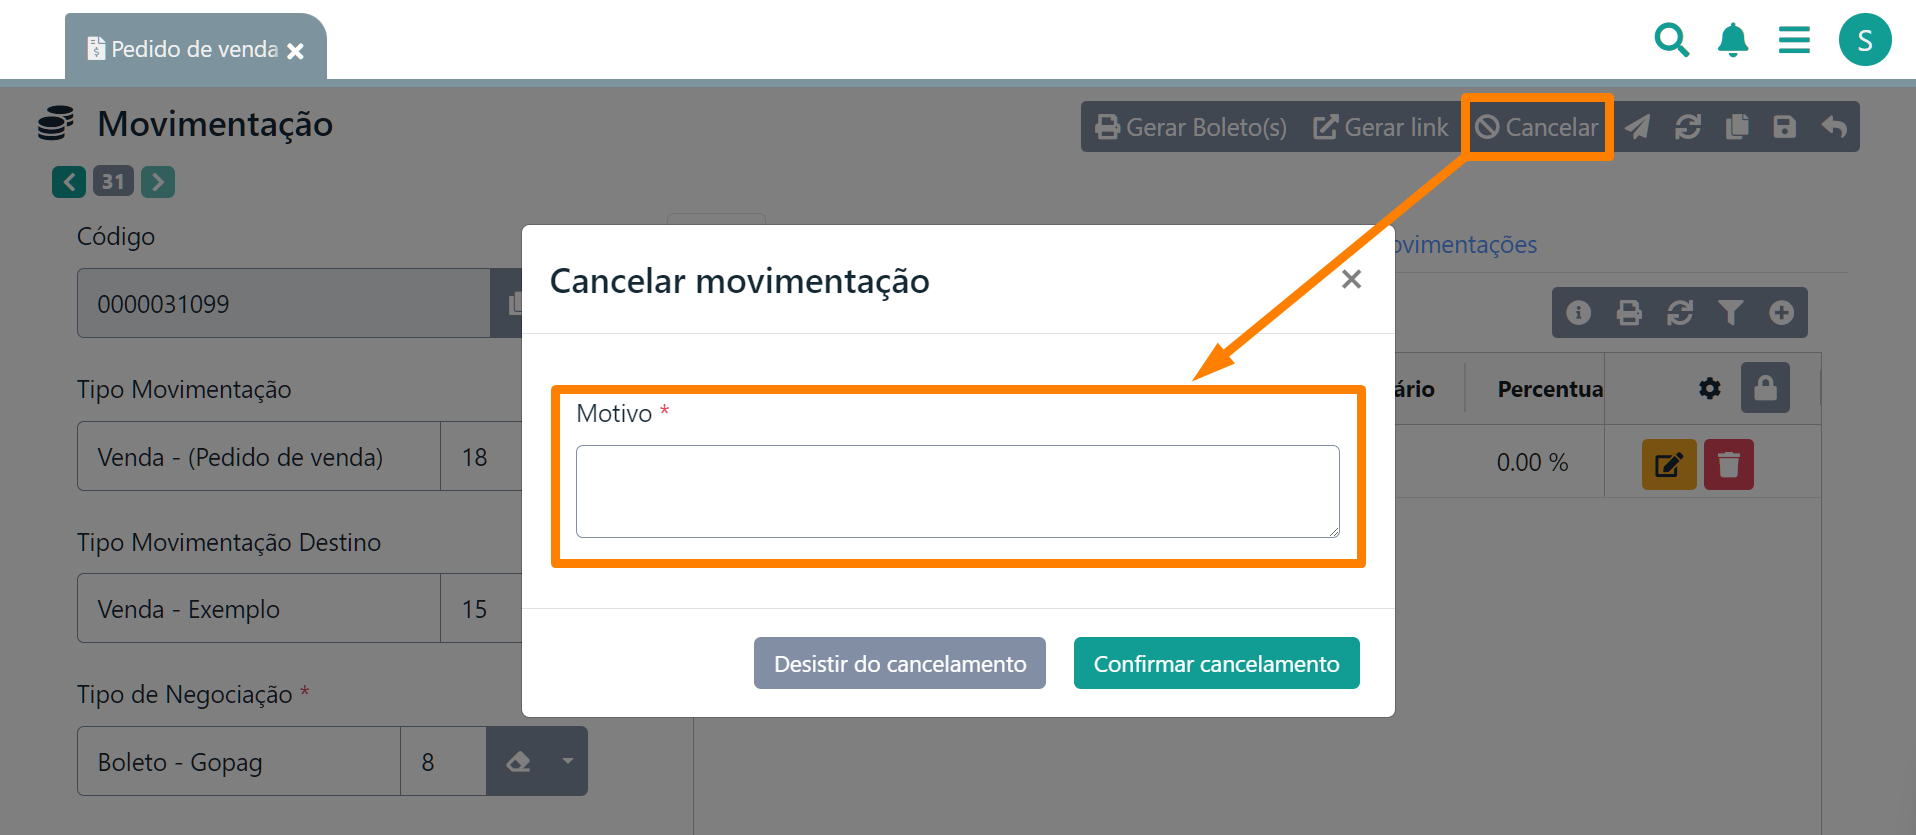 Pedido de venda
S
Movimentação
Gerar Boleto(s)
Gerar link
Cancelar
31
Código
0000031099
Tipo Movimentação
Venda - (Pedido de venda)
18
Tipo Movimentação Destino
Venda - Exemplo
15
Tipo de Negociação *
Boleto - Gopag
8
Cancelar movimentação
Motivo *
Desistir do cancelamento
Confirmar cancelamento
ovimentações
ário
Percentua
0.00 %